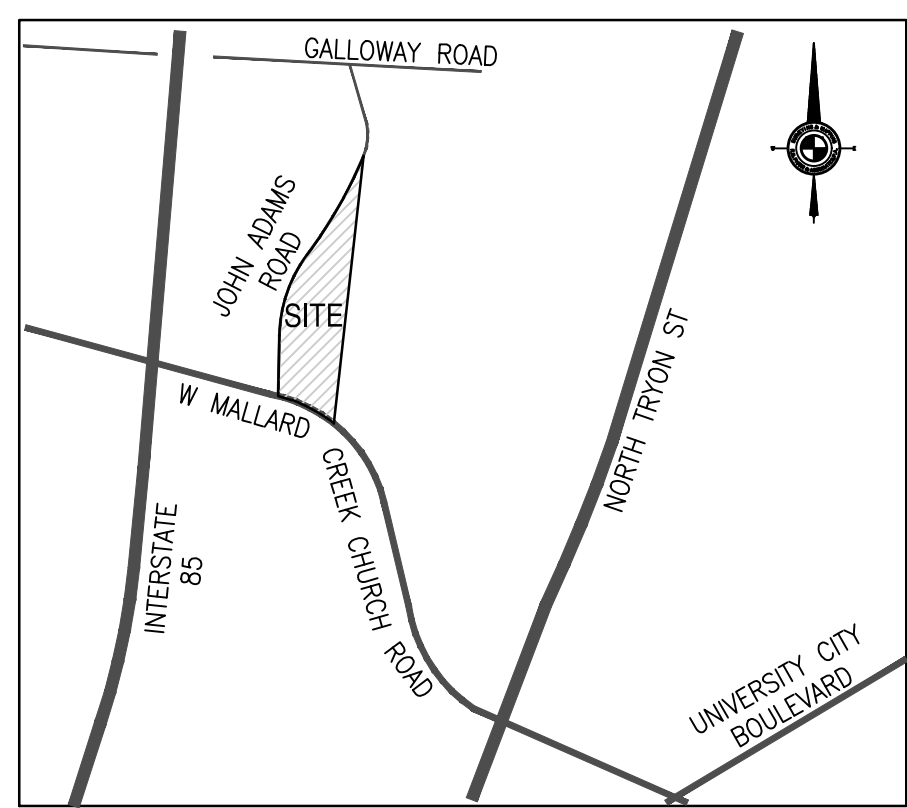 GALLOWAY ROAD
JOHN ADAMS
ROAD
SITE
W MALLARD
CREEK CHURCH ROAD
NORTH TRYON ST
INTERSTATE
85
UNIVERSITY CITY
BOULEVARD